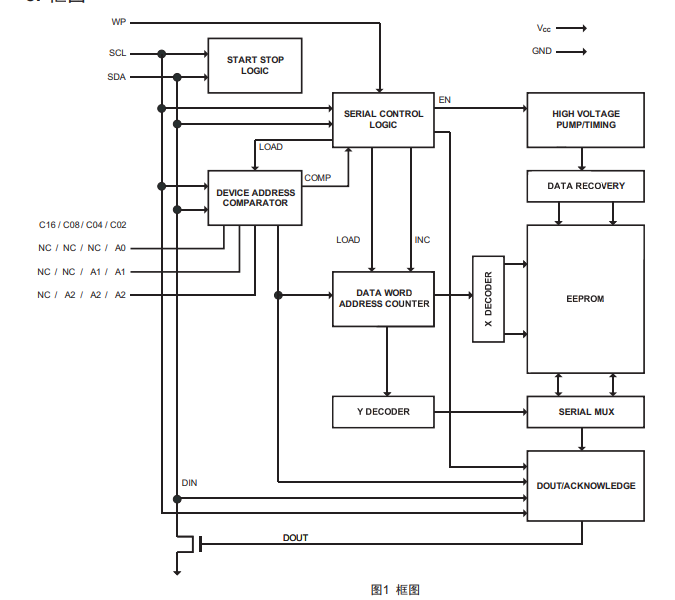 WP
VCC
SCL
GND
START STOP
LOGIC
SDA
EN
SERIAL CONTROL
LOGIC
HIGH VOLTAGE
PUMP/TIMING
LOAD
COMP
DATA RECOVERY
DEVICE ADDRESS
COMPARATOR
C16 / C08 / C04 / C02
NC / NC / NC / A0
LOAD
INC
NC / NC / A1 / A1
NC / A2 / A2 / A2
DATA WORD
ADDRESS COUNTER
X DECODER
EEPROM
Y DECODER
SERIAL MUX
DIN
DOUT/ACKNOWLEDGE
DOUT
图1 框图